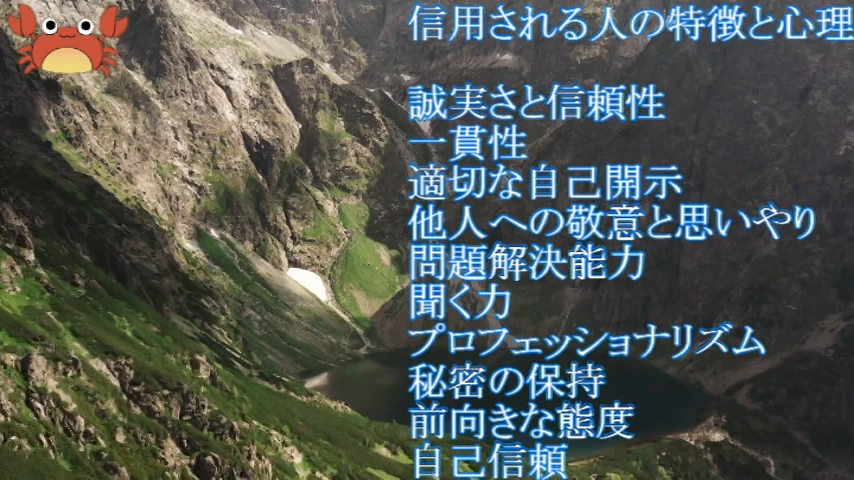 信用される人の特徴と心理
誠実さと信頼性
一貫性
適切な自己開示
他人への敬意と思いやり
問題解決能力
聞く力
プロフェッショナリズム
秘密の保持
前向きな態度
自己信頼